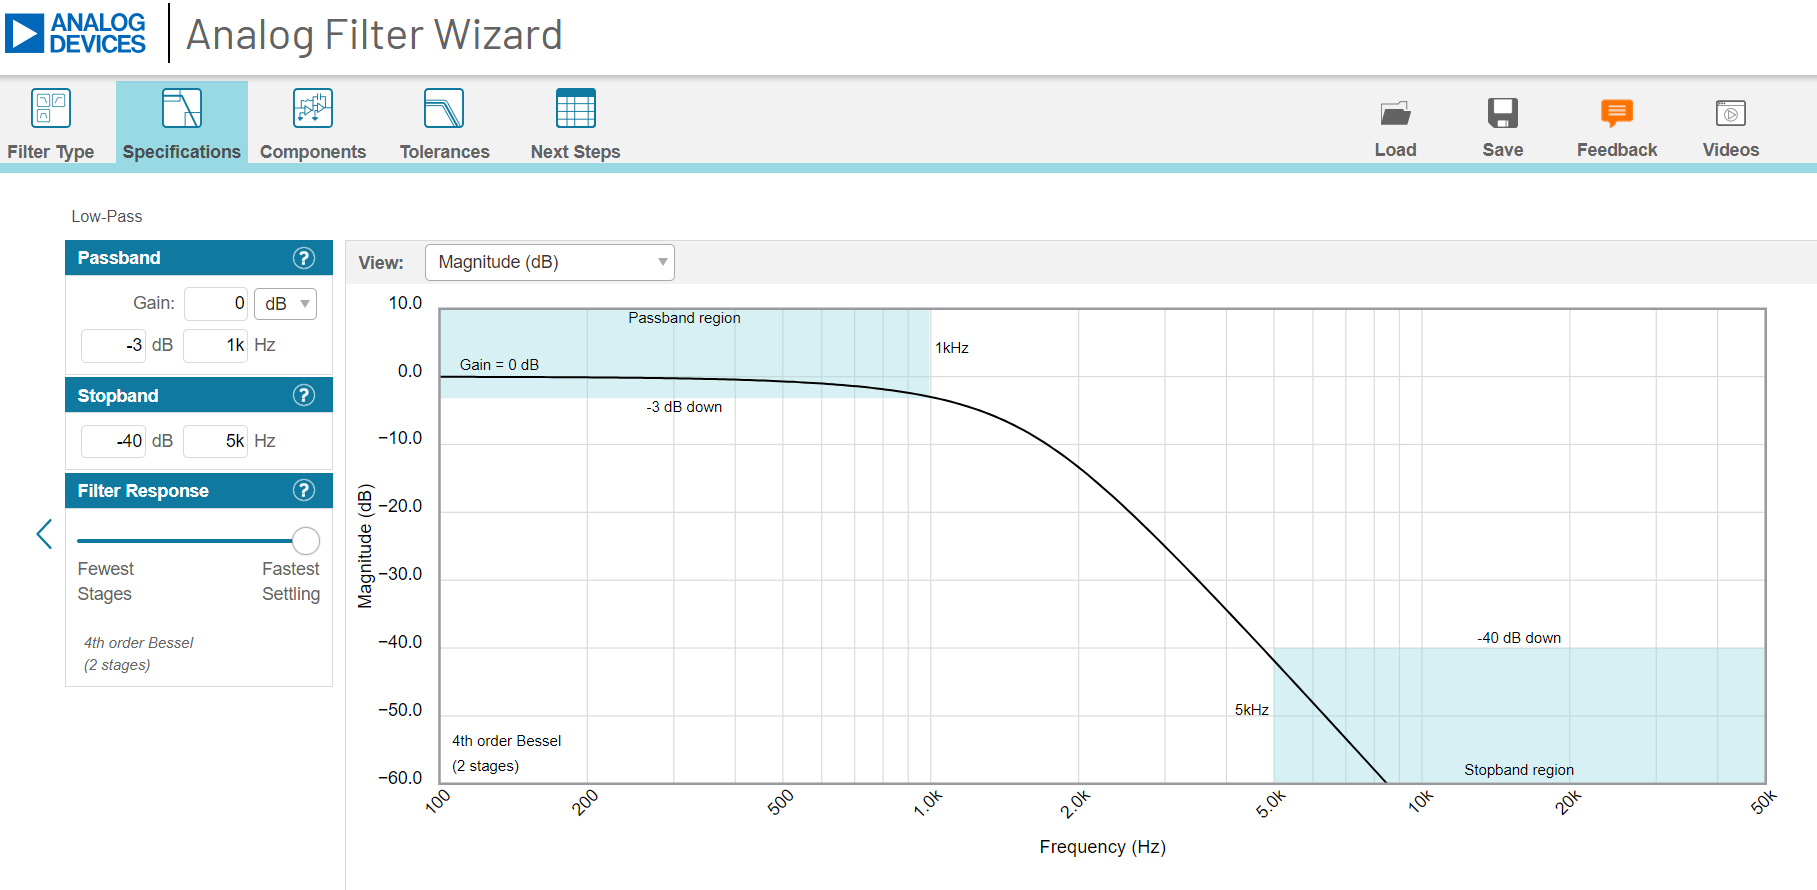 ANALOG
DEVICES
Analog Filter Wizard
Filter Type
Specifications
Components
Tolerances
Next Steps
Load
Save
Feedback
Videos
Low-Pass
Passband ?
Gain: 0 dB
-3 dB 1k Hz
Stopband ?
-40 dB 5k Hz
Filter Response ?
Fewest
Stages
Fastest
Settling
4th order Bessel
(2 stages)
View: Magnitude (dB)
10.0
0.0
−10.0
−20.0
−30.0
−40.0
−50.0
−60.0
Magnitude (dB)
Passband region
1kHz
Gain = 0 dB
-3 dB down
-40 dB down
5kHz
4th order Bessel
(2 stages)
Stopband region
100
200
500
1.0k
2.0k
5.0k
10k
20k
50k
Frequency (Hz)